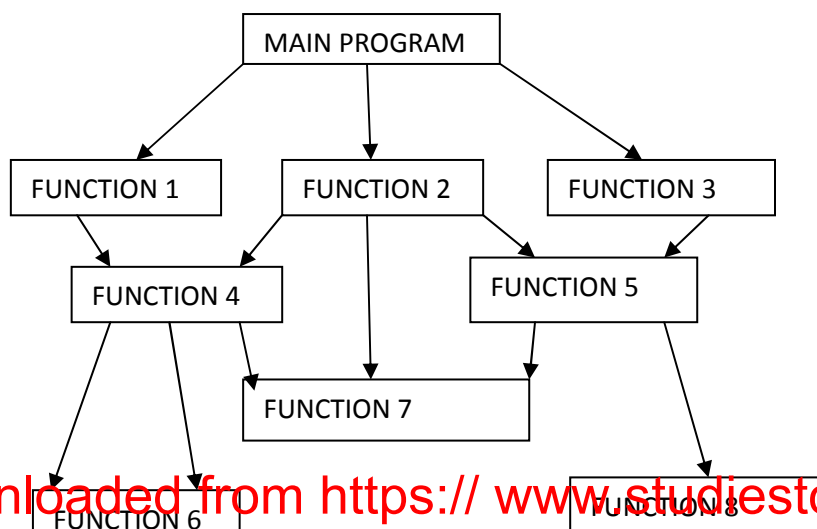 MAIN PROGRAM
FUNCTION 1 FUNCTION 2 FUNCTION 3
FUNCTION 4 FUNCTION 5
FUNCTION 7
nloaded from https:// www.studiesto
FUNCTION 6 FUNCTION 8